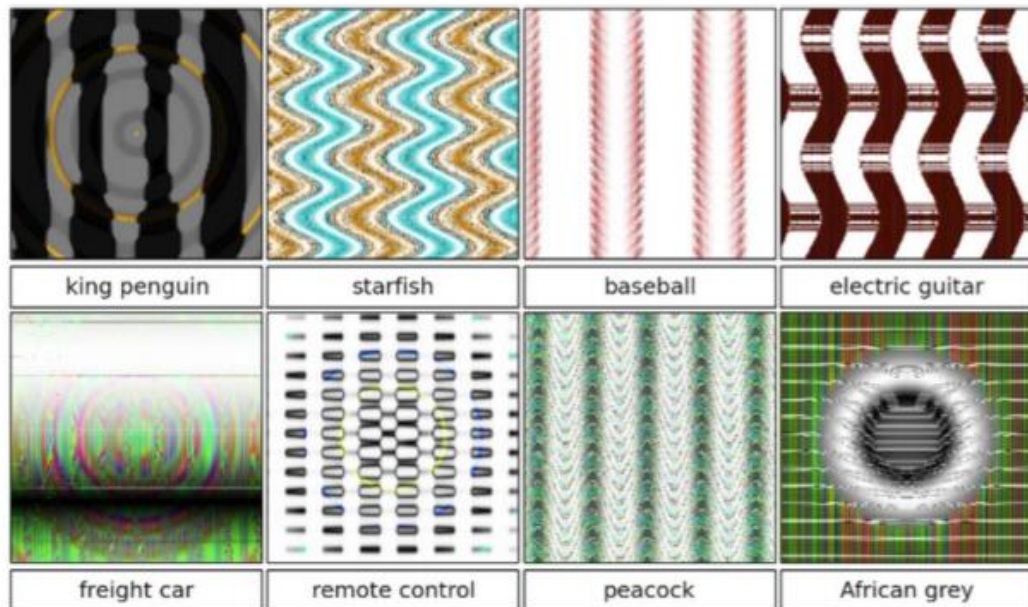 king penguin
starfish
baseball
electric guitar
freight car
remote control
peacock
African grey